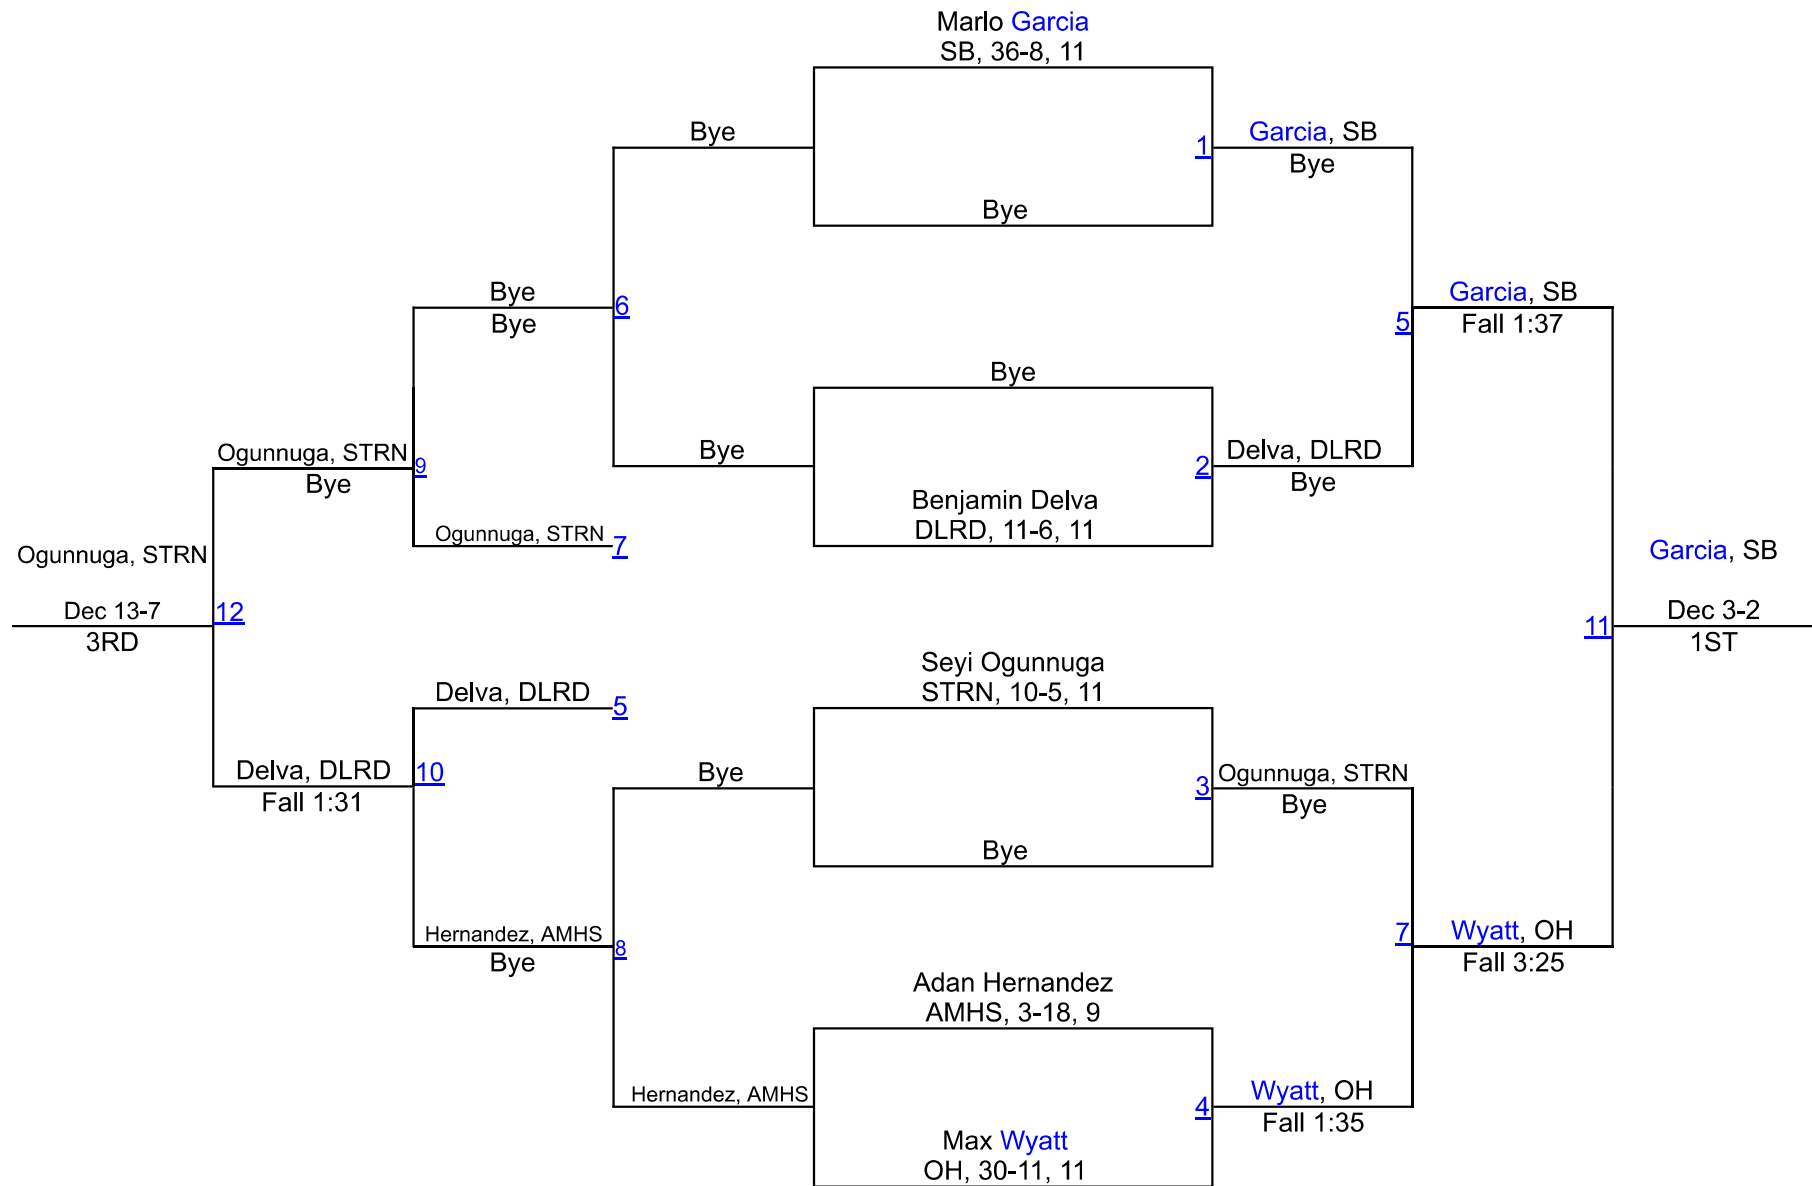 Marlo Garcia
SB, 36-8, 11
Bye
1
Garcia, SB
Bye
Bye
Bye
Bye
6
Garcia, SB
5
Fall 1:37
Bye
Ogunnuga, STRN
9
Bye
Bye
2
Delva, DLRD
Bye
Benjamin Delva
DLRD, 11-6, 11
Ogunnuga, STRN
7
Ogunnuga, STRN
Dec 13-7
12
3RD
Garcia, SB
11
Dec 3-2
1ST
Seyi Ogunnuga
STRN, 10-5, 11
Delva, DLRD
5
Delva, DLRD
10
Fall 1:31
Bye
3
Ogunnuga, STRN
Bye
Bye
Hernandez, AMHS
8
Bye
7
Wyatt, OH
Fall 3:25
Adan Hernandez
AMHS, 3-18, 9
Hernandez, AMHS
4
Wyatt, OH
Fall 1:35
Max Wyatt
OH, 30-11, 11